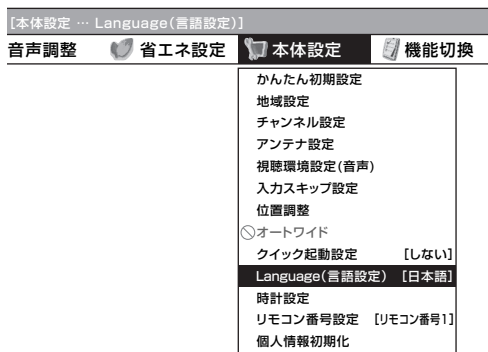 [本体設定 … Language(言語設定)]
音声調整 省エネ設定 本体設定 機能切換
かんたん初期設定
地域設定
チャンネル設定
アンテナ設定
視聴環境設定(音声)
入力スキップ設定
位置調整
オートワイド
クイック起動設定 [しない]
Language(言語設定) [日本語]
時計設定
リモコン番号設定 [リモコン番号1]
個人情報初期化